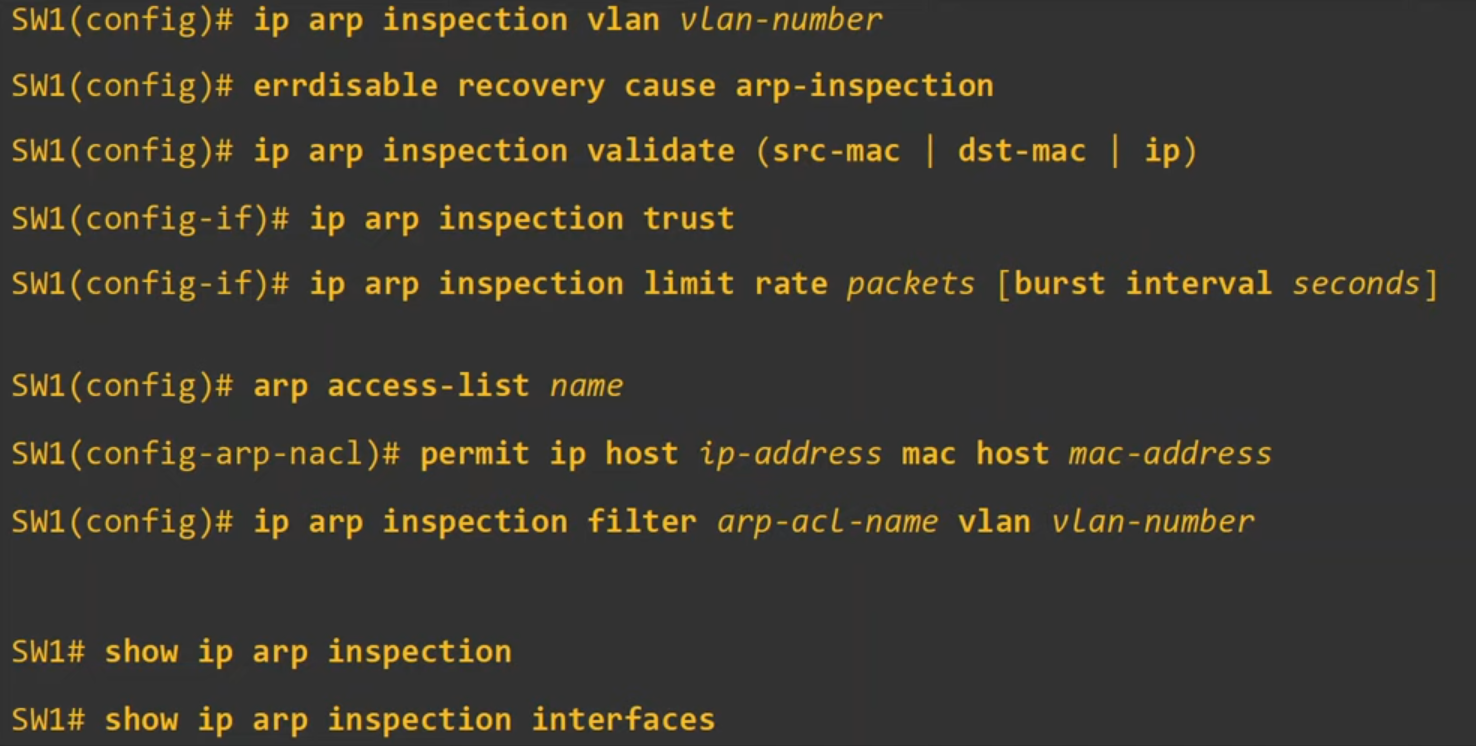 SW1(config)# ip arp inspection vlan vlan-number
SW1(config)# errdisable recovery cause arp-inspection
SW1(config)# ip arp inspection validate (src-mac | dst-mac | ip)
SW1(config-if)# ip arp inspection trust
SW1(config-if)# ip arp inspection limit rate packets [burst interval seconds]
SW1(config)# arp access-list name
SW1(config-arp-nacl)# permit ip host ip-address mac host mac-address
SW1(config)# ip arp inspection filter arp-acl-name vlan vlan-number
SW1# show ip arp inspection
SW1# show ip arp inspection interfaces